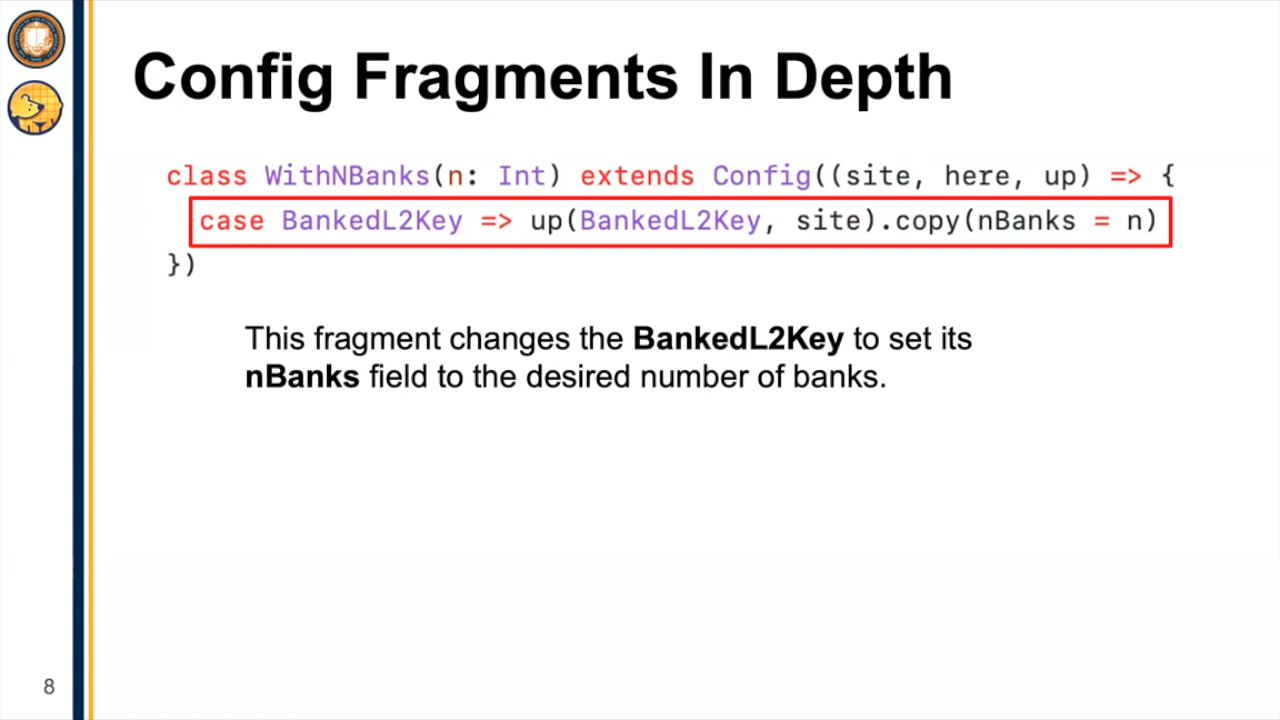 Config Fragments In Depth
class WithNBanks(n: Int) extends Config((site, here, up) => {
case BankedL2Key => up(BankedL2Key, site).copy(nBanks = n)
})
This fragment changes the BankedL2Key to set its
nBanks field to the desired number of banks.
8